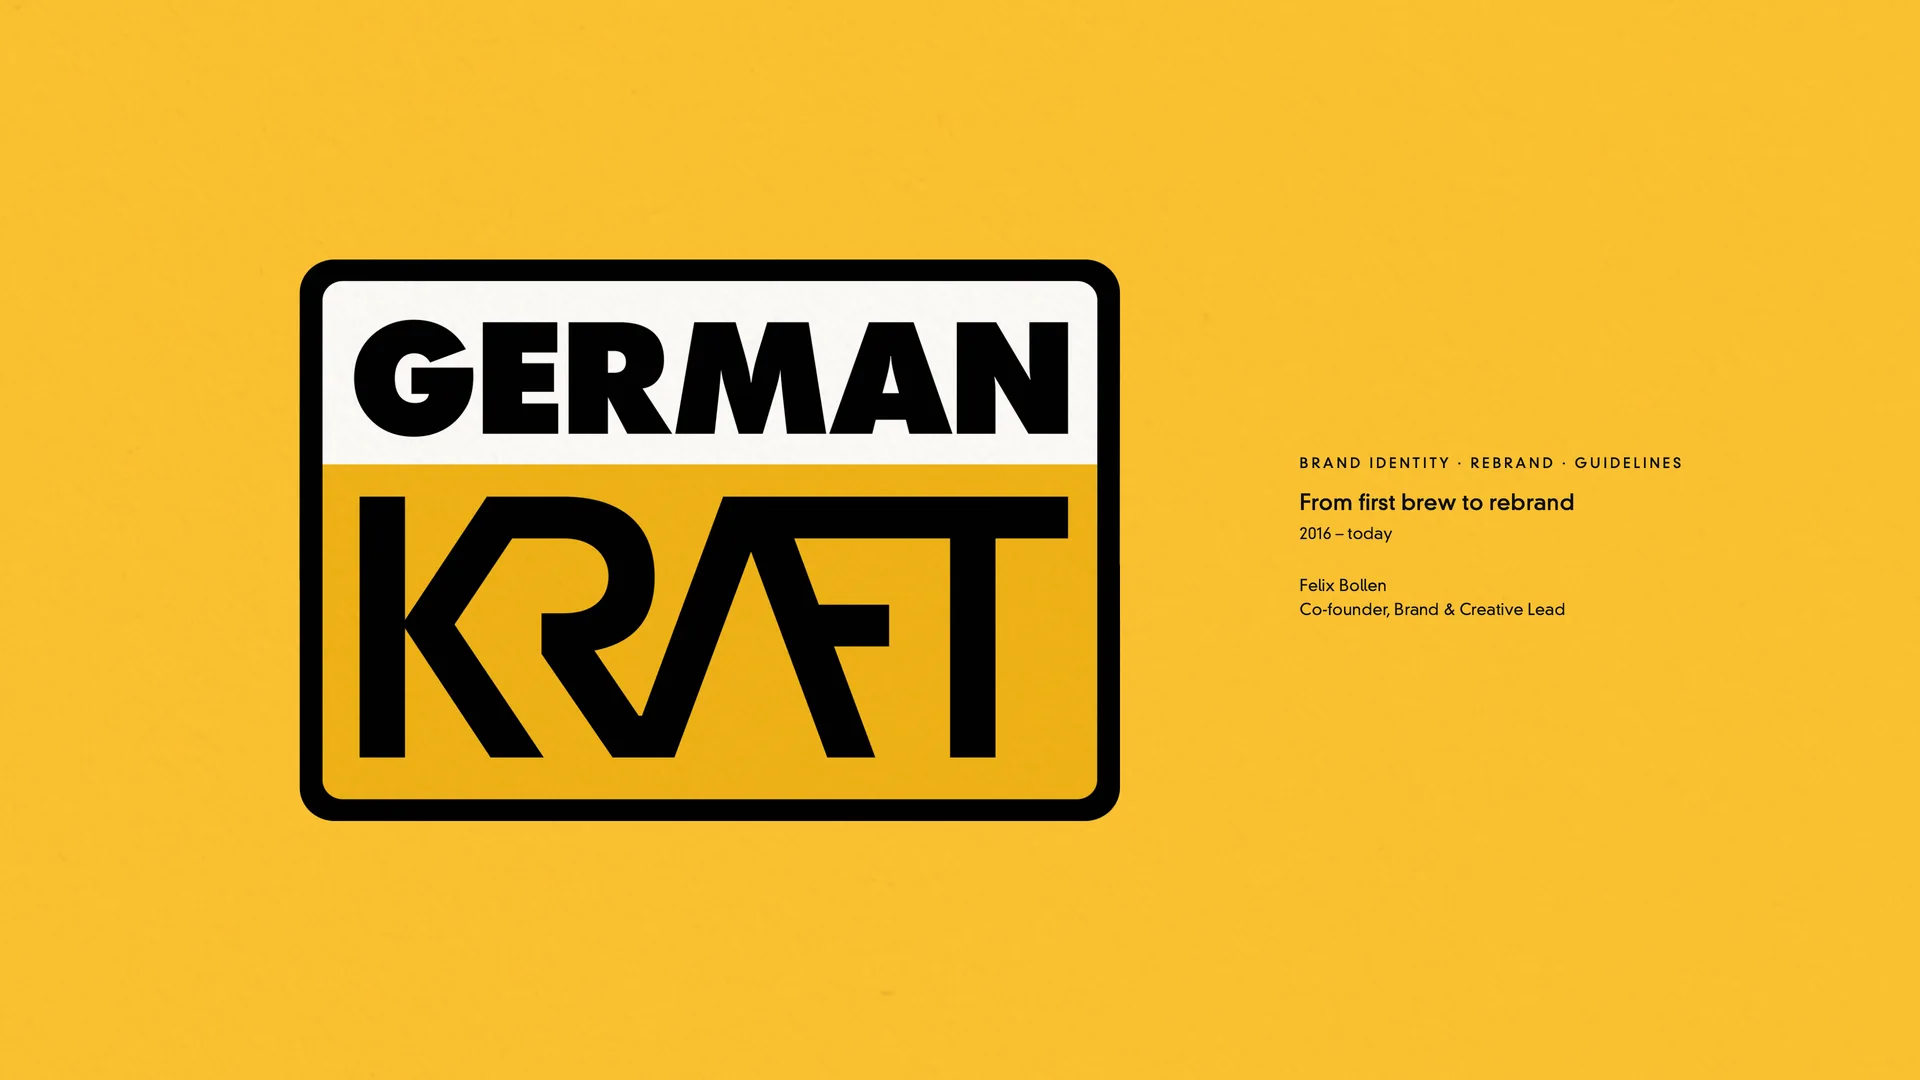 GERMAN
KRAFT
BRAND IDENTITY · REBRAND · GUIDELINES
From first brew to rebrand
2016 – today
Felix Bollen
Co-founder, Brand & Creative Lead